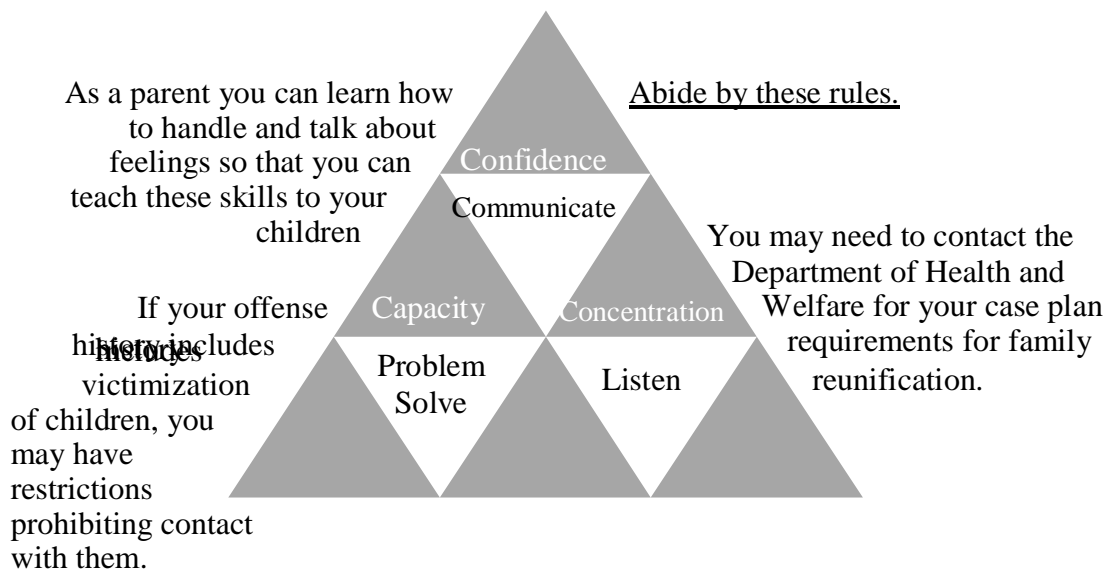 As a parent you can learn how
to handle and talk about
feelings so that you can
teach these skills to your
children
Abide by these rules.
Confidence
Communicate
You may need to contact the
Department of Health and
Welfare for your case plan
requirements for family
reunification.
Capacity
Concentration
If your offense
history includes
victimization
of children, you
may have
restrictions
prohibiting contact
with them.
Problem
Solve
Listen